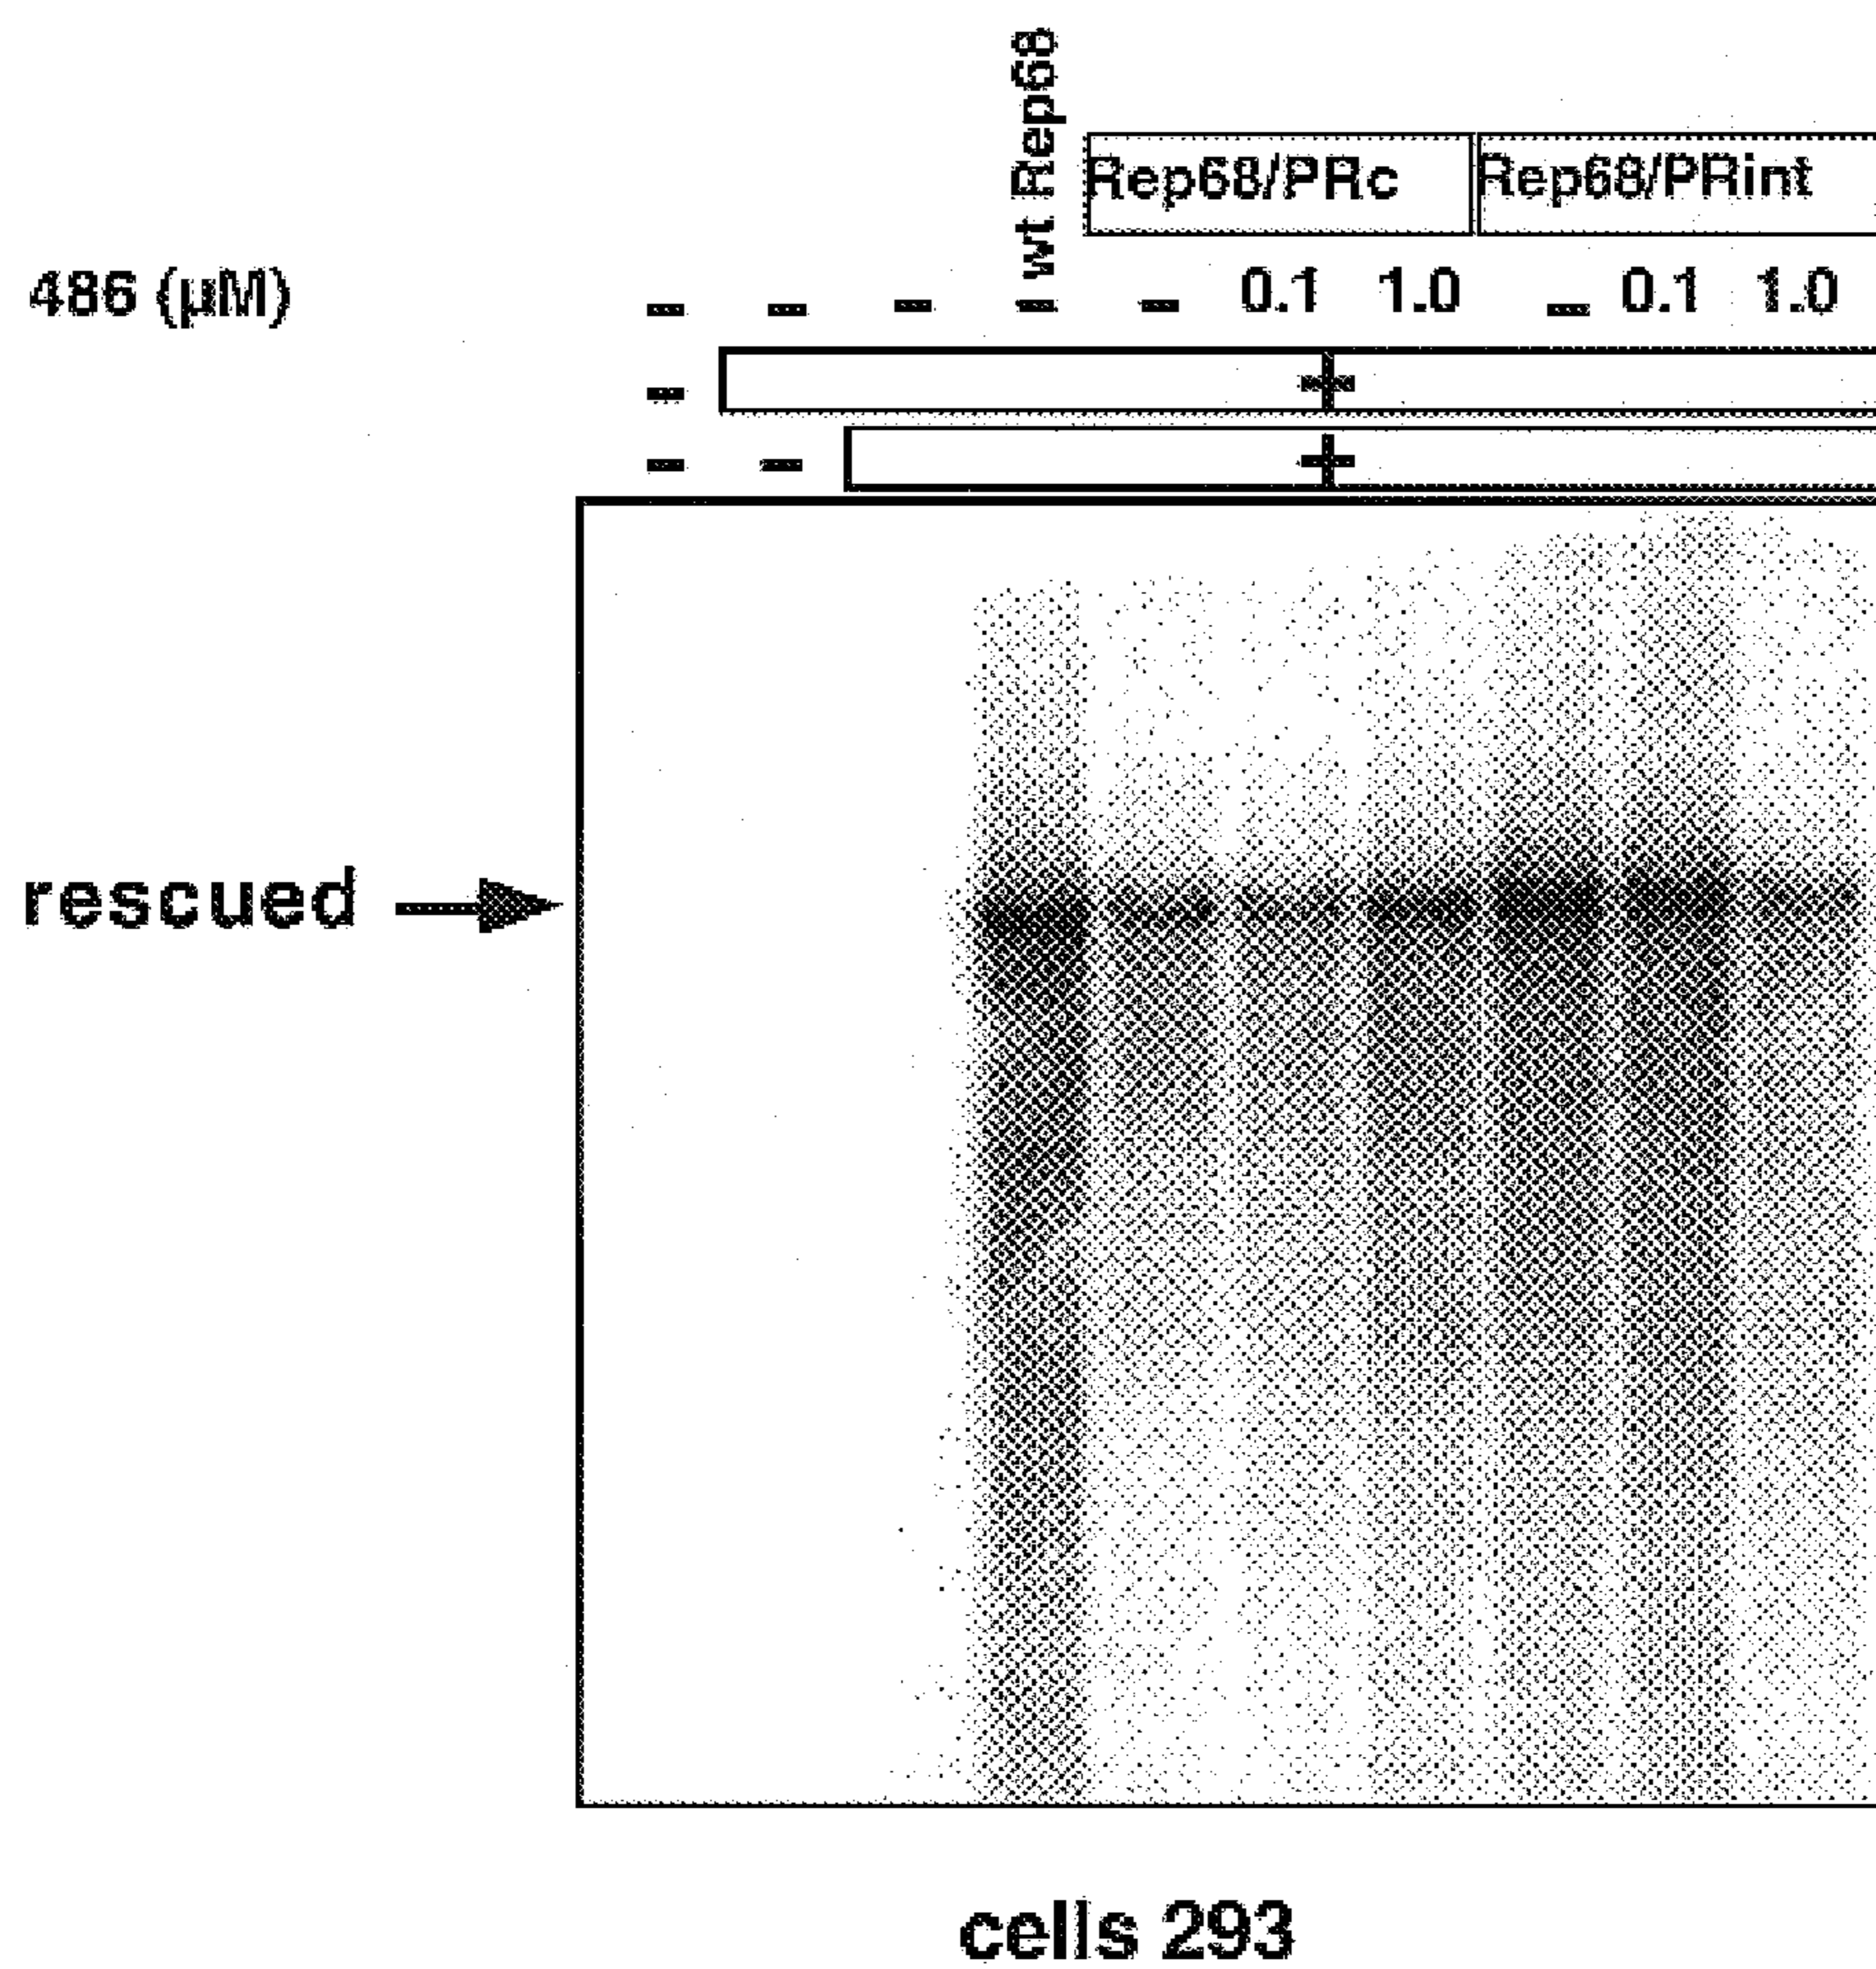 wt Rep68
Rep68/PRc Rep68/PRint
486 (µM) - - - - - 0.1 1.0 - 0.1 1.0
- +
- - +
rescued
cells 293